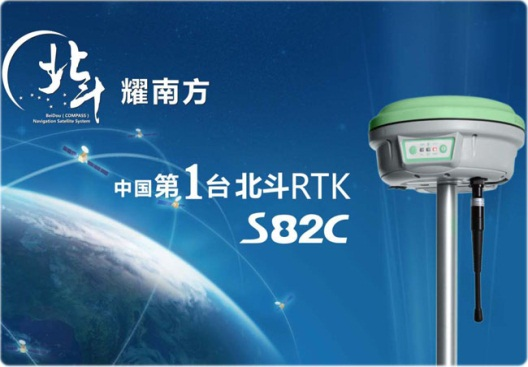 北斗
BeiDou ( COMPASS )
Navigation Satellite System
耀南方
中国第1台北斗RTK
S82C